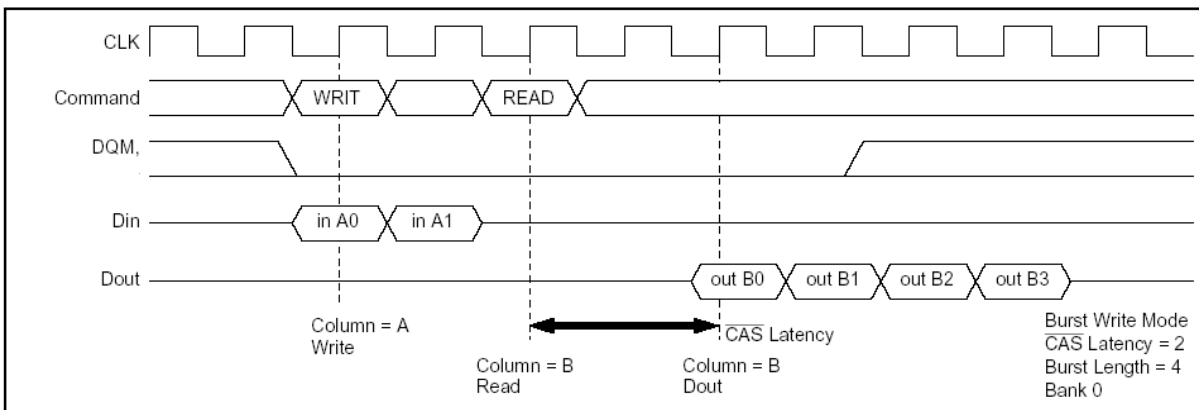 CLK
Command
WRIT
READ
DQM,
Din
in A0
in A1
Dout
out B0
out B1
out B2
out B3
Column = A
Write
Column = B
Read
CAS Latency
Column = B
Dout
Burst Write Mode
CAS Latency = 2
Burst Length = 4
Bank 0